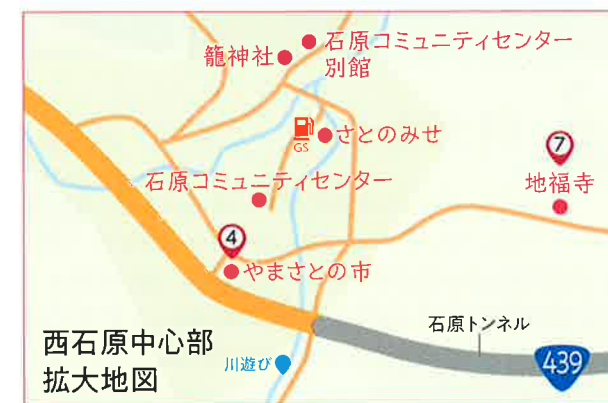 石原コミュニティセンター
別館
籠神社
GS
さとのみせ
7
地福寺
石原コミュニティセンター
4
やまさとの市
石原トンネル
西石原中心部
拡大地図
川遊び
439